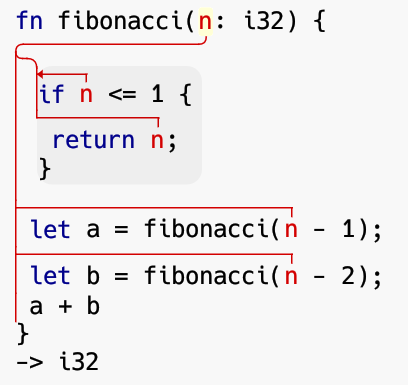 fn fibonacci(n: i32) {
if n <= 1 {
return n;
}
let a = fibonacci(n - 1);
let b = fibonacci(n - 2);
a + b
}
-> i32